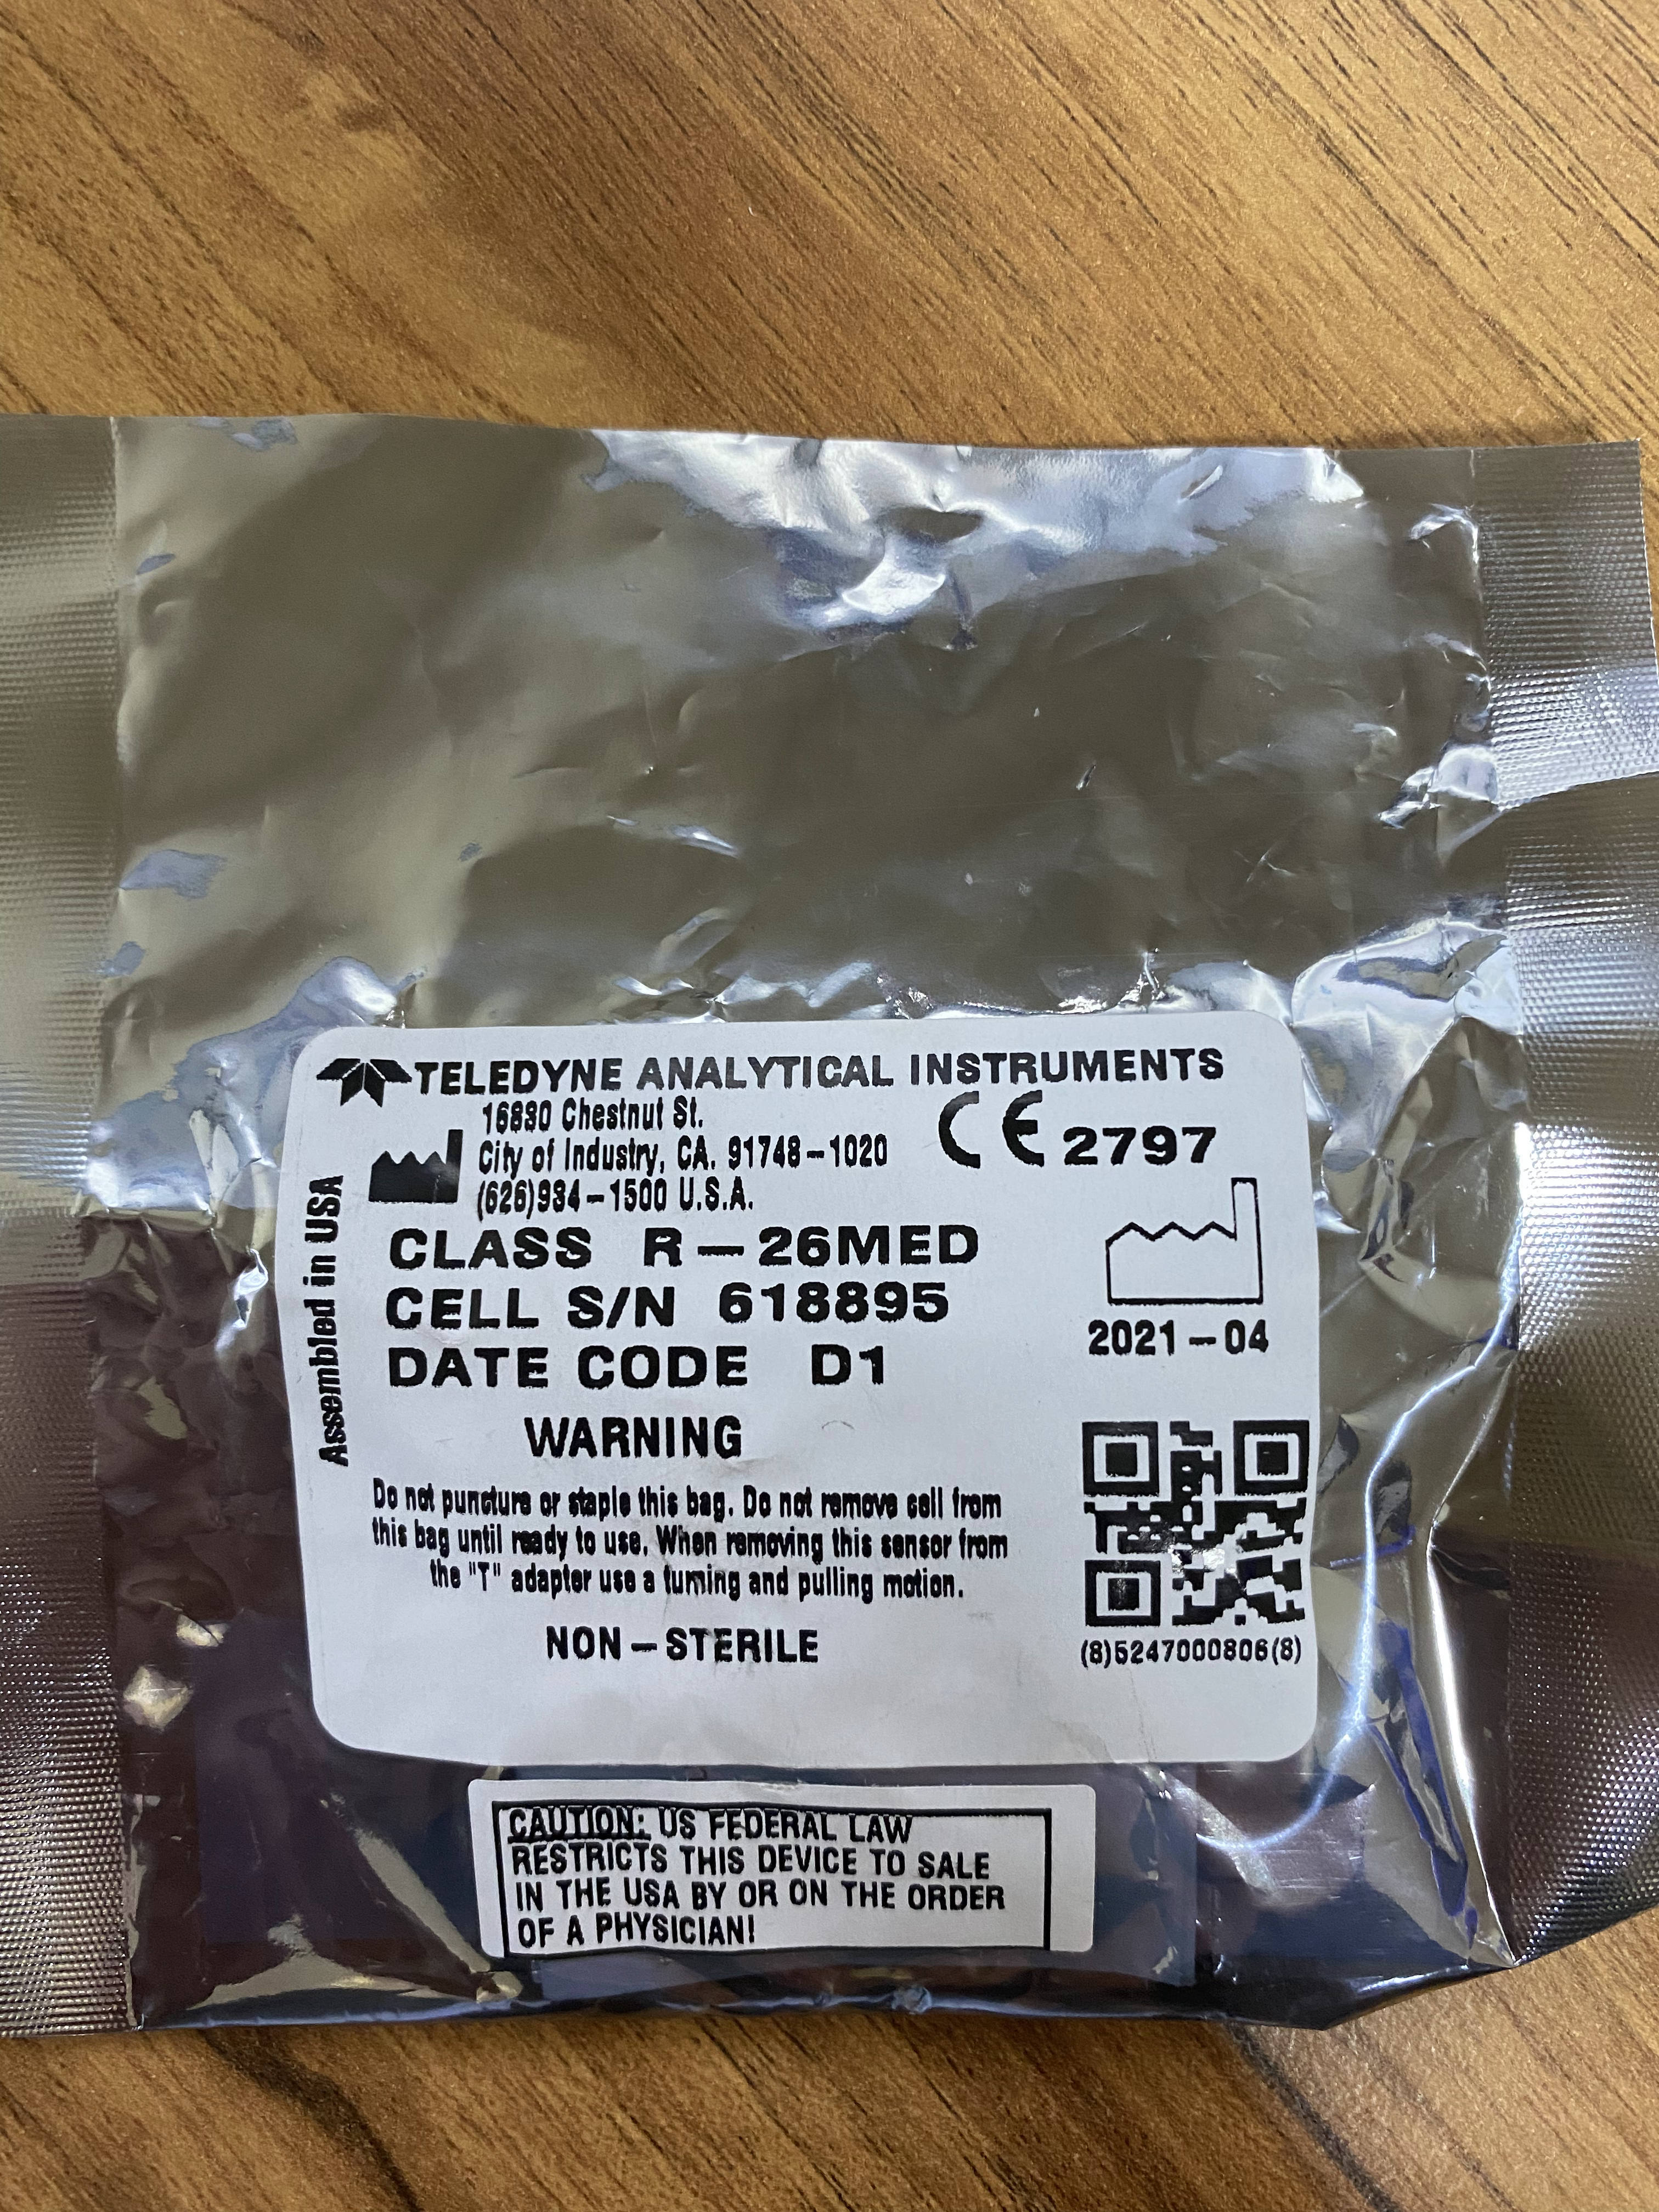 TELEDYNE ANALYTICAL INSTRUMENTS
16830 Chestnut St.
City of Industry, CA. 91748-1020
(626)934-1500 U.S.A.
CE 2797
Assembled in USA
CLASS R-26MED
CELL S/N 618895
DATE CODE D1
2021-04
WARNING
Do not puncture or staple this bag. Do not remove cell from
this bag until ready to use. When removing this sensor from
the "T" adapter use a turning and pulling motion.
NON-STERILE
(8)5247000806(8)
CAUTION: US FEDERAL LAW
RESTRICTS THIS DEVICE TO SALE
IN THE USA BY OR ON THE ORDER
OF A PHYSICIAN!